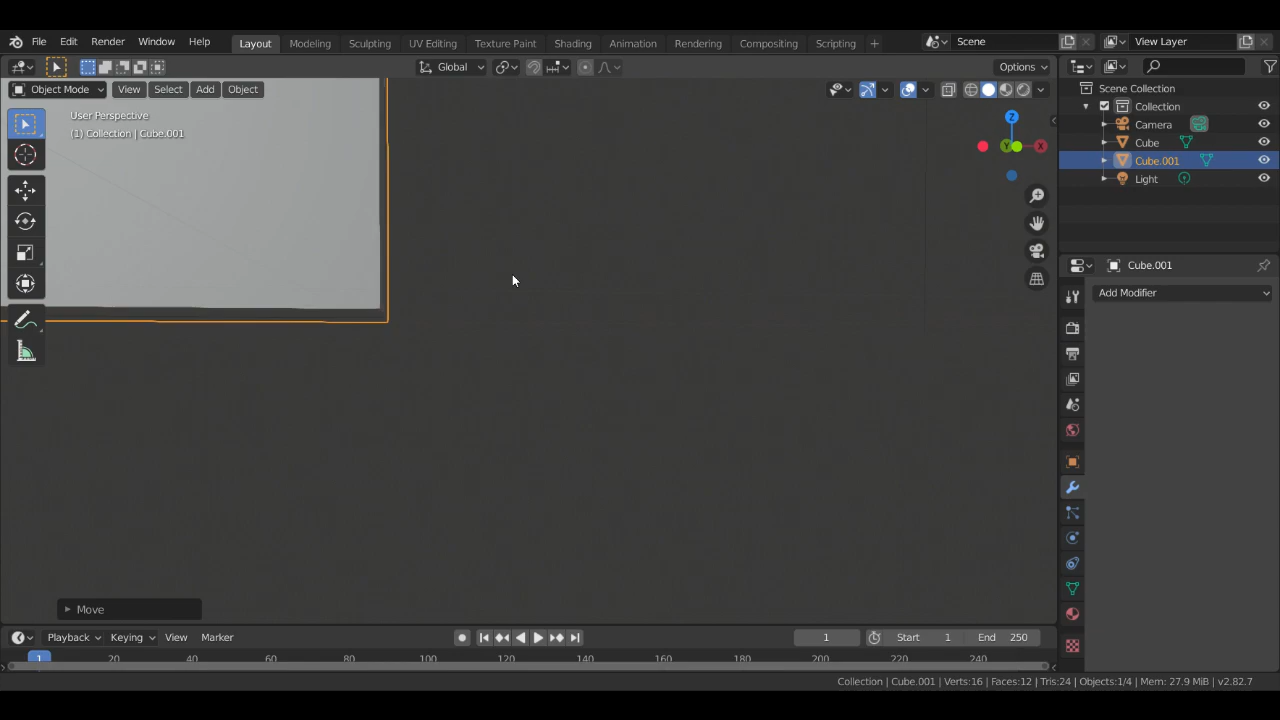 File Edit Render Window Help Layout Modeling Sculpting UV Editing Texture Paint Shading Animation Rendering Compositing Scripting + Scene View Layer
Global Options
Object Mode View Select Add Object
User Perspective
(1) Collection | Cube.001
Z
Y
X
Scene Collection
Collection
Camera
Cube
Cube.001
Light
Cube.001
Add Modifier
Move
Playback Keying View Marker 1 Start 1 End 250
1 20 40 60 80 100 120 140 160 180 200 220 240
Collection | Cube.001 | Verts:16 | Faces:12 | Tris:24 | Objects:1/4 | Mem: 27.9 MiB | v2.82.7